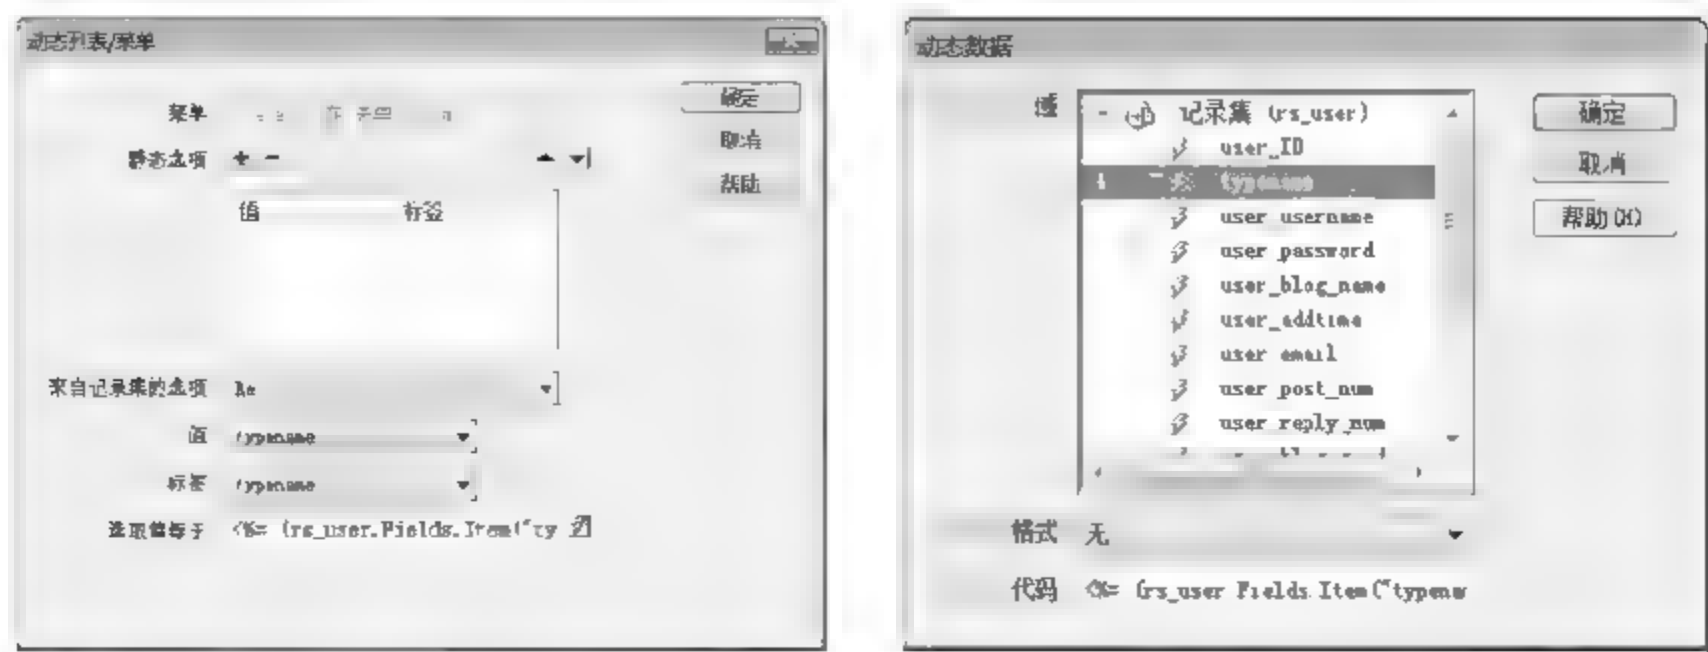 动态列表/菜单
菜单
确定
取消
静态选项
帮助
值 标签
来自记录集的选项 Rs
值 typename
标签 typename
选取值等于 <%= (rs_user.Fields.Item("ty
动态数据
域
记录集 (rs_user)
user_ID
typename
user_username
user_password
user_blog_name
user_addtime
user_email
user_post_num
user_reply_num
确定
取消
帮助(H)
格式 无
代码 <%= (rs_user.Fields.Item("typenam